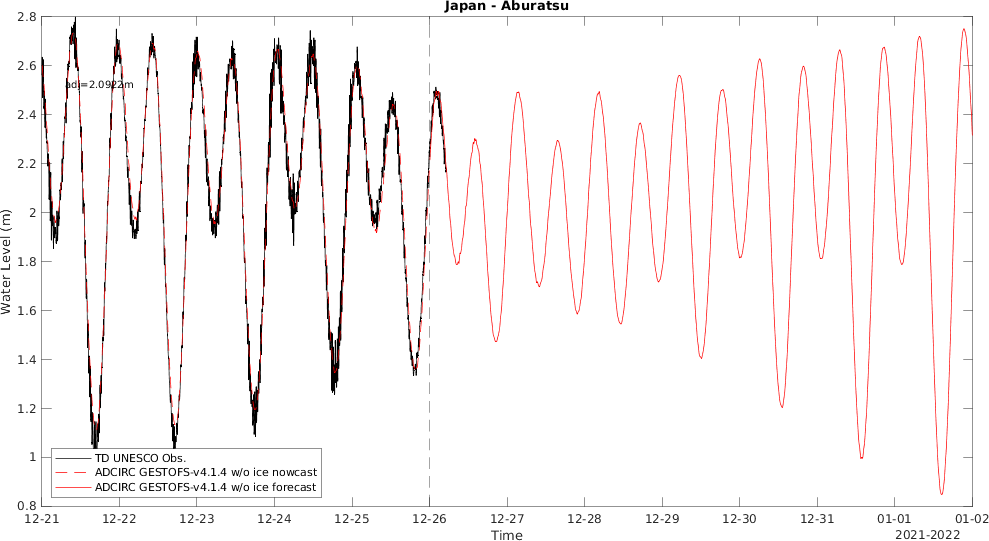 Japan - Aburatsu
2.8
2.6
2.4
2.2
2
1.8
1.6
1.4
1.2
1
0.8
Water Level (m)
adj=2.0922m
TD UNESCO Obs.
ADCIRC GESTOFS-v4.1.4 w/o ice nowcast
ADCIRC GESTOFS-v4.1.4 w/o ice forecast
12-21 12-22 12-23 12-24 12-25 12-26 12-27 12-28 12-29 12-30 12-31 01-01 01-02
Time
2021-2022